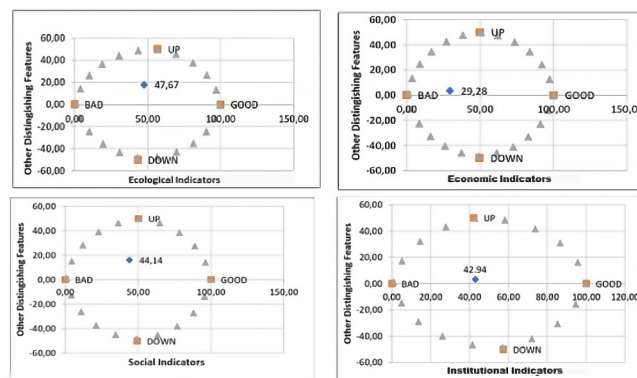 Other Distingishing Features
60,00
40,00
20,00
0,00
-20,00
-40,00
-60,00
UP
47,67
BAD
GOOD
0,00 50,00 100,00 150,00
DOWN
Ecological Indicators
Other Distingishing Features
60,00
40,00
20,00
0,00
-20,00
-40,00
-60,00
UP
29,28
BAD
GOOD
0,00 50,00 100,00 150,00
DOWN
Economic Indicators
Other Distingishing Features
60,00
40,00
20,00
0,00
-20,00
-40,00
-60,00
UP
44,14
BAD
GOOD
0,00 50,00 100,00 150,00
DOWN
Social Indicators
Other Distingishing Features
60,00
40,00
20,00
0,00
-20,00
-40,00
-60,00
UP
42.94
BAD
GOOD
0,00 20,00 40,00 60,00 80,00 100,00 120,00
DOWN
Institutional Indicators